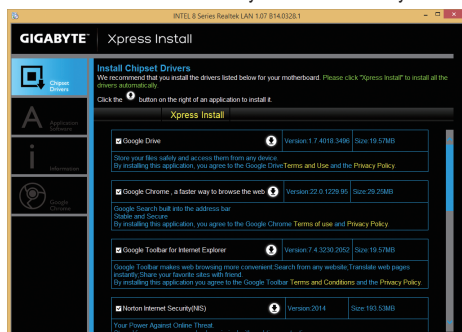 INTEL 8 Series Realtek LAN 1.07 B14.0328.1
GIGABYTE™
Xpress Install
Chipset
Drivers
Application
Softwares
Information
Google
Chrome
Install Chipset Drivers
We recommend that you install the drivers listed below for your motherboard. Please click "Xpress Install" to install all the
drivers automatically.
Click the button on the right of an application to install it.
Xpress Install
Google Drive Version:1.7.4018.3496 Size:19.57MB
Store your files safely and access them from any device.
By installing this application, you agree to the Google DriveTerms and Use and the Privacy Policy.
Google Chrome , a faster way to browse the web Version:22.0.1229.95 Size:29.25MB
Google Search built into the address bar
Stable and Secure
By installing this application, you agree to the Google Chrome Terms of use and Privacy Policy.
Google Toolbar for Internet Explorer Version:7.4.3230.2052 Size:19.57MB
Google Toolbar makes web browsing more convenient.Search from any website;Translate web pages
instantly;Share your favorite sites with friend.
By installing this application, you agree to the Google Toolbar Terms and Conditions and the Privacy Policy.
Norton Internet Security(NIS) Version:2014 Size:193.53MB
Your Power Against Online Threat.